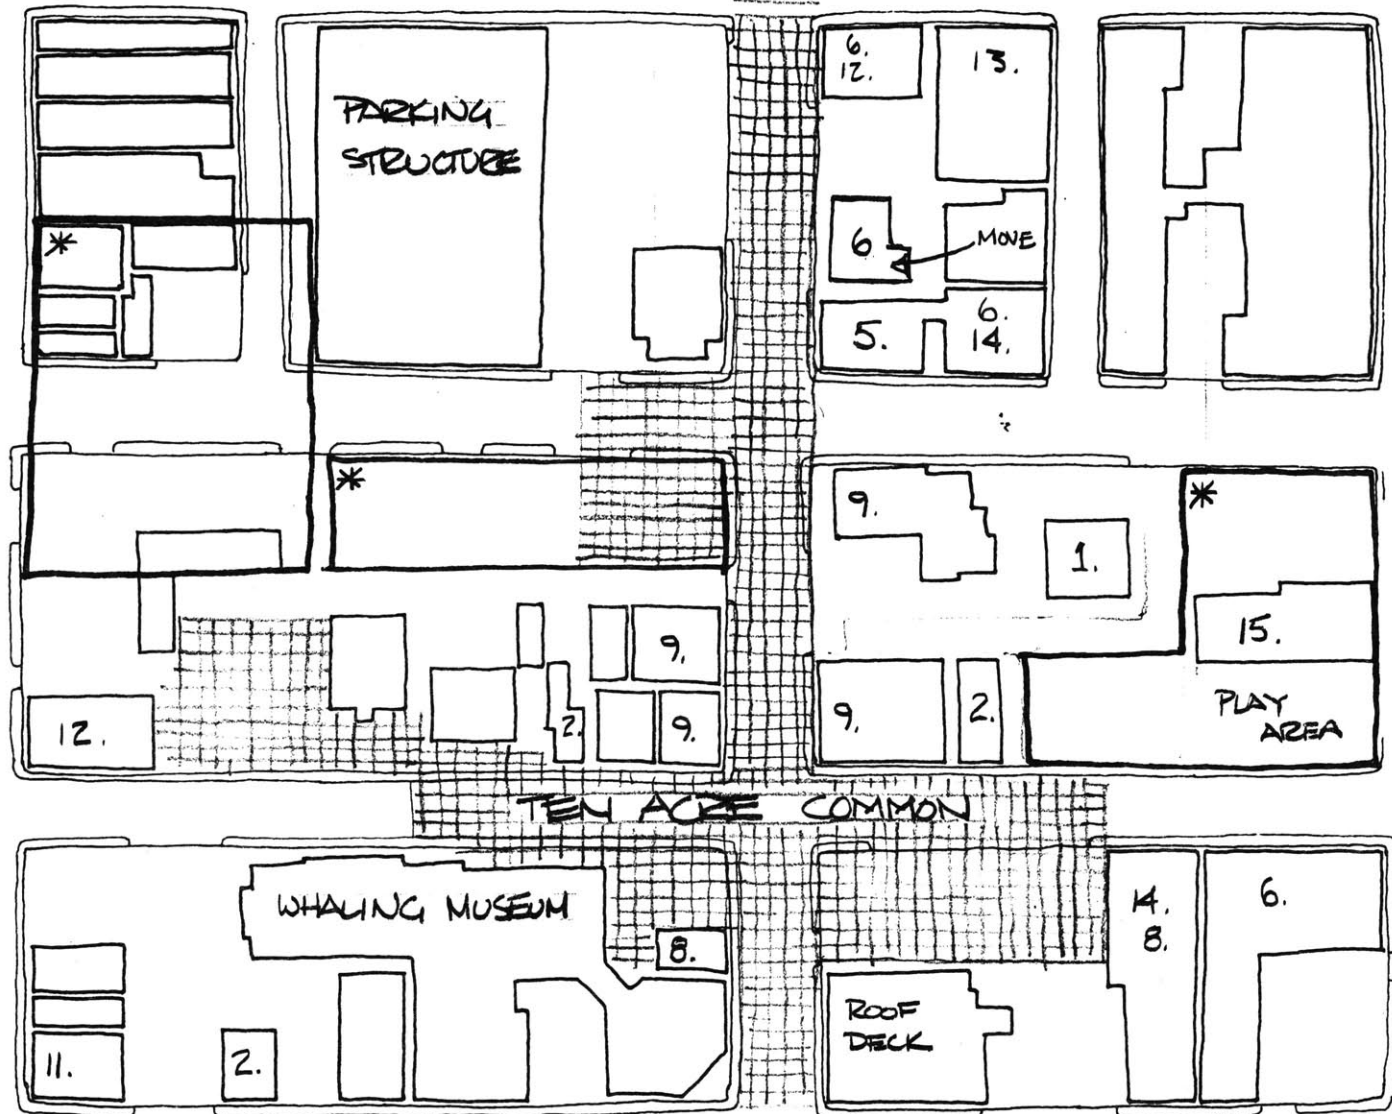 PARKING
STRUCTURE
6.
12.
13.
6
MOVE
5.
6.
14.
*
*
*
9.
1.
15.
PLAY
AREA
9.
2.
9.
9.
2.
12.
TEN ACRE COMMON
WHALING MUSEUM
8.
14.
8.
6.
ROOF
DECK
11.
2.